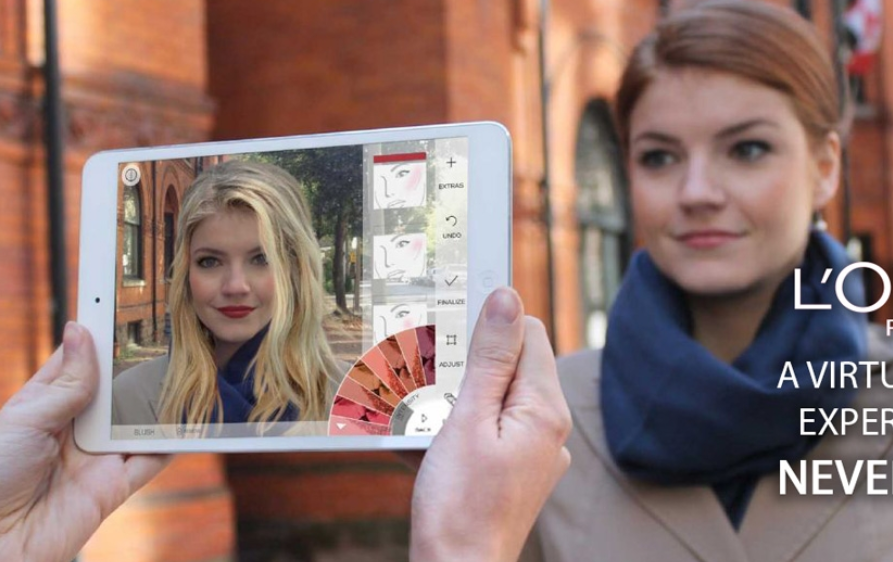 EXTRAS
UNDO
FINALIZE
ADJUST
BLUSH
L'O
A VIRTU
EXPER
NEVE